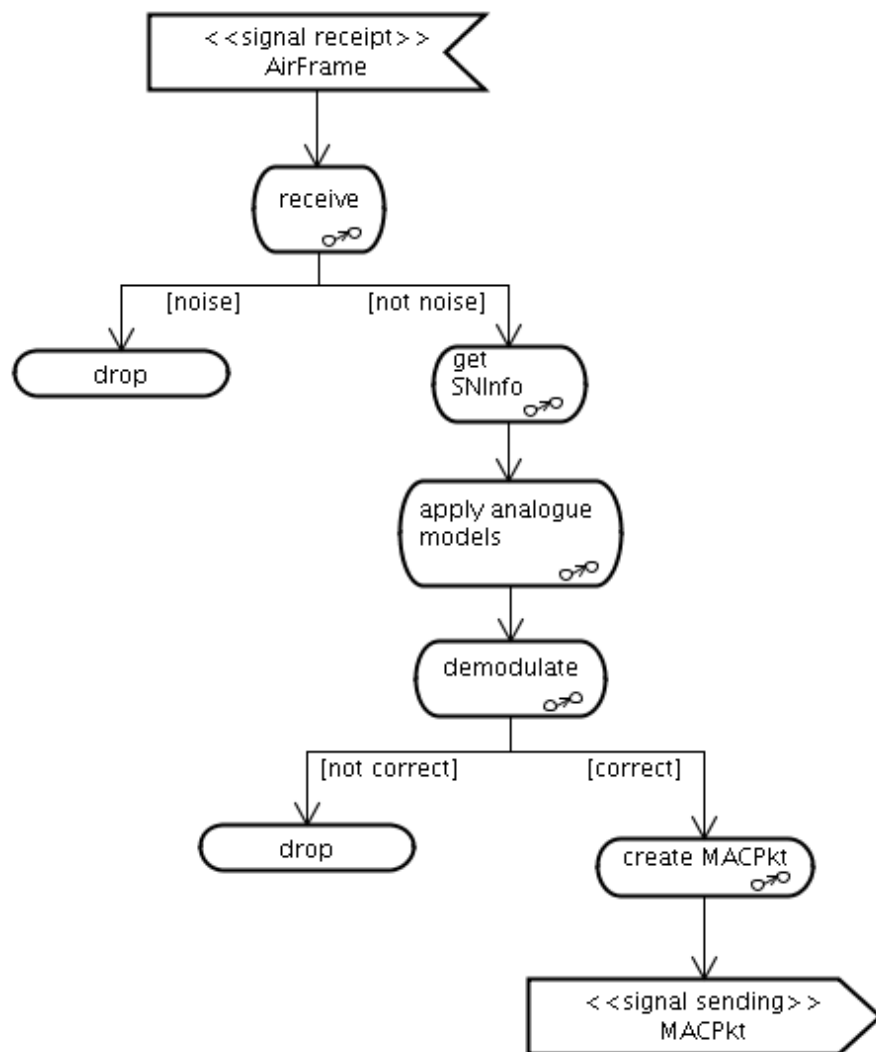 <<signal receipt>>
AirFrame
receive
[noise]
[not noise]
drop
get
SNInfo
apply analogue
models
demodulate
[not correct]
[correct]
drop
create MACPkt
<<signal sending>>
MACPkt